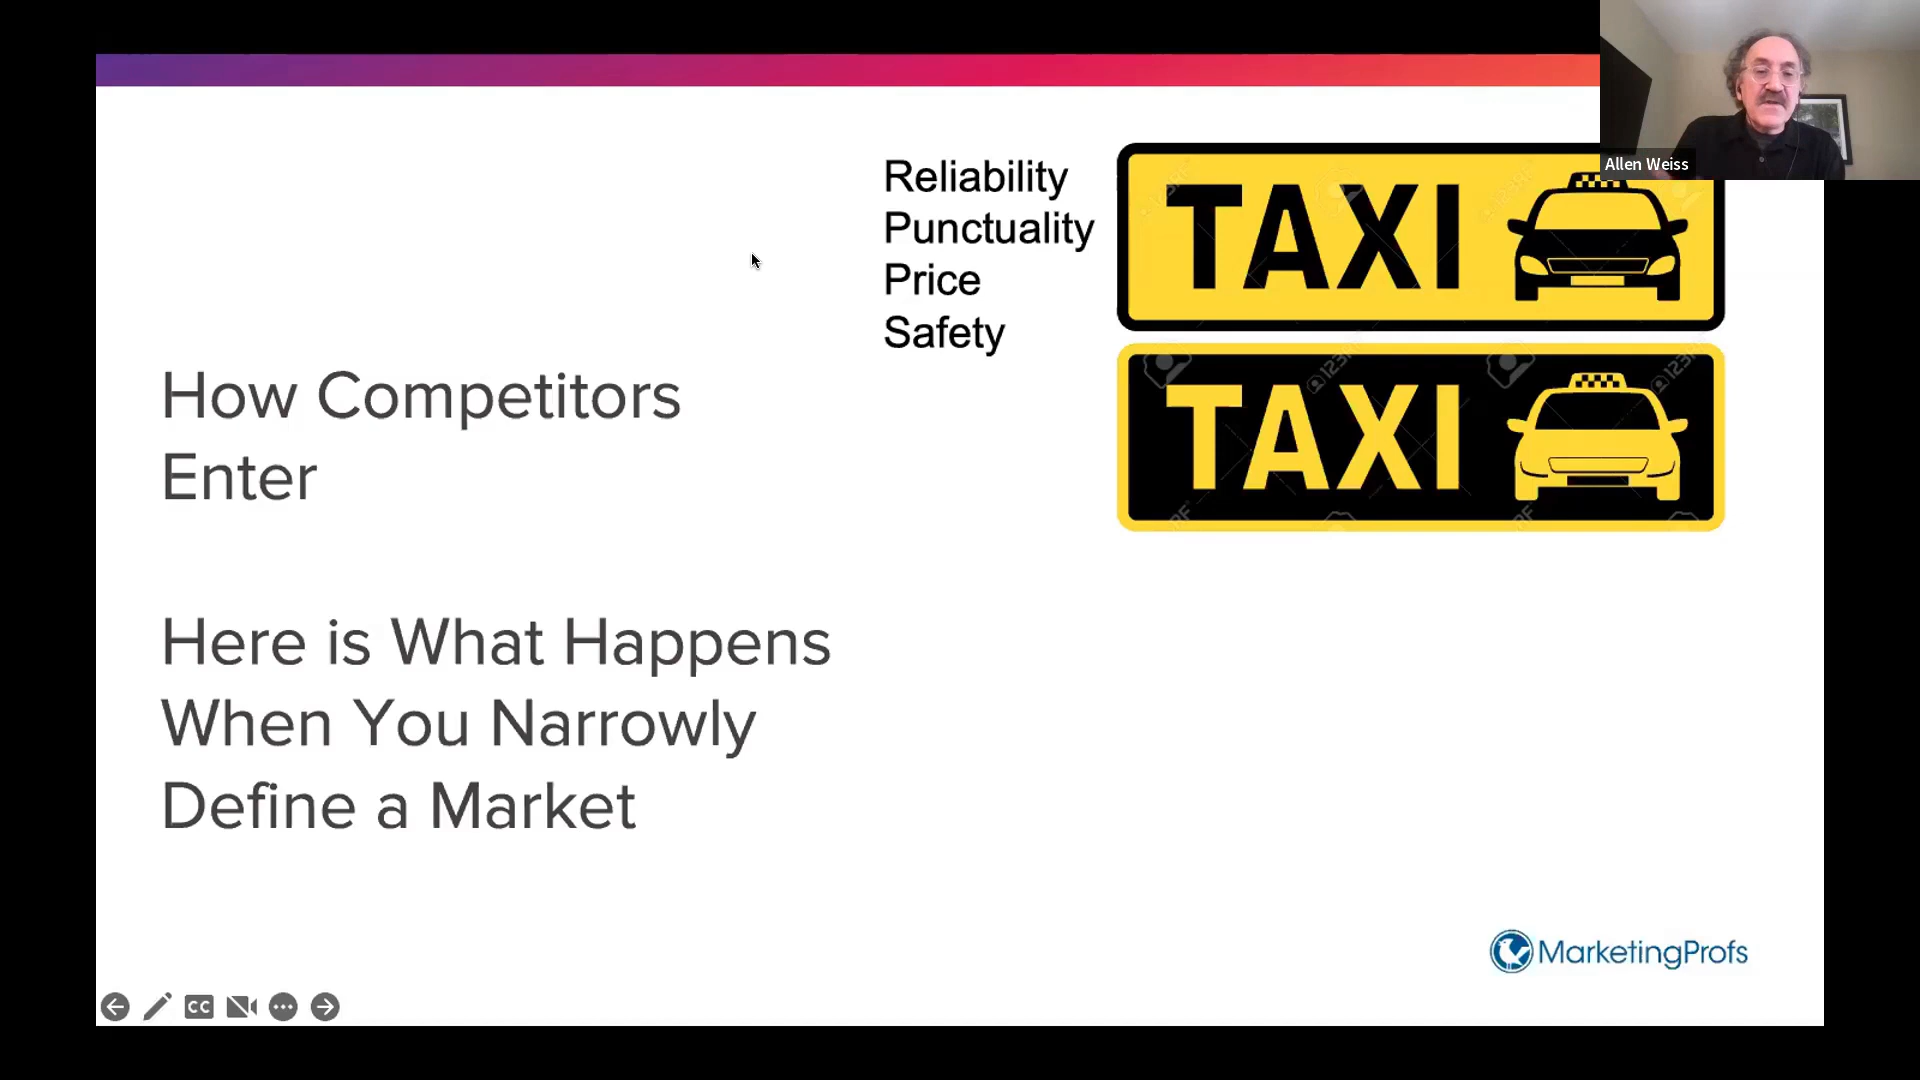 Allen Weiss
Reliability
Punctuality
Price
Safety
TAXI
TAXI
How Competitors
Enter
Here is What Happens
When You Narrowly
Define a Market
MarketingProfs
CC